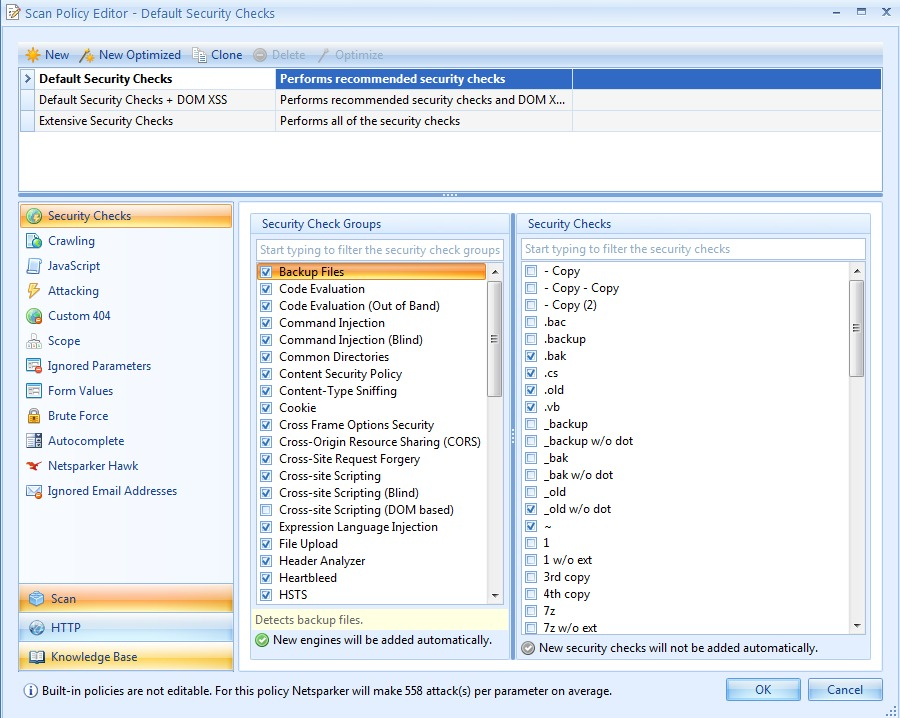 Scan Policy Editor - Default Security Checks
New New Optimized Clone Delete Optimize
Default Security Checks Performs recommended security checks
Default Security Checks + DOM XSS Performs recommended security checks and DOM X...
Extensive Security Checks Performs all of the security checks
Security Checks
Crawling
JavaScript
Attacking
Custom 404
Scope
Ignored Parameters
Form Values
Brute Force
Autocomplete
Netsparker Hawk
Ignored Email Addresses
Scan
HTTP
Knowledge Base
Security Check Groups
Start typing to filter the security check groups
Backup Files
Code Evaluation
Code Evaluation (Out of Band)
Command Injection
Command Injection (Blind)
Common Directories
Content Security Policy
Content-Type Sniffing
Cookie
Cross Frame Options Security
Cross-Origin Resource Sharing (CORS)
Cross-Site Request Forgery
Cross-site Scripting
Cross-site Scripting (Blind)
Cross-site Scripting (DOM based)
Expression Language Injection
File Upload
Header Analyzer
Heartbleed
HSTS
Detects backup files.
New engines will be added automatically.
Security Checks
Start typing to filter the security checks
- Copy
- Copy - Copy
- Copy (2)
.bac
.backup
.bak
.cs
.old
.vb
_backup
_backup w/o dot
_bak
_bak w/o dot
_old
_old w/o dot
~
1
1 w/o ext
3rd copy
4th copy
7z
7z w/o ext
New security checks will not be added automatically.
Built-in policies are not editable. For this policy Netsparker will make 558 attack(s) per parameter on average.
OK Cancel